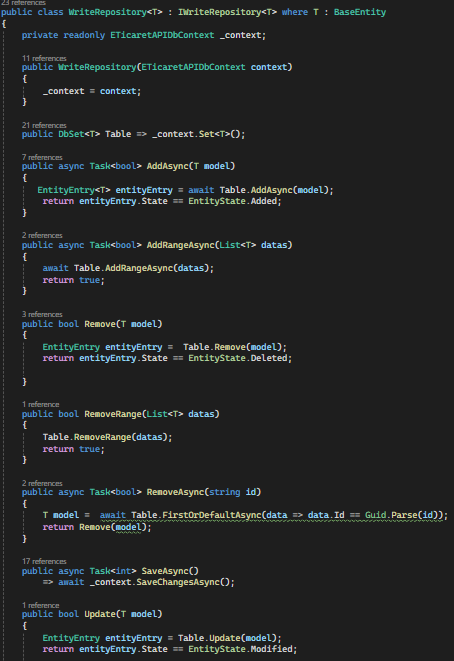 23 references
public class WriteRepository<T> : IWriteRepository<T> where T : BaseEntity
{
    private readonly ETicaretAPIDbContext _context;
    11 references
    public WriteRepository(ETicaretAPIDbContext context)
    {
        _context = context;
    }
    21 references
    public DbSet<T> Table => _context.Set<T>();
    7 references
    public async Task<bool> AddAsync(T model)
    {
       EntityEntry<T> entityEntry = await Table.AddAsync(model);
        return entityEntry.State == EntityState.Added;
    }
    2 references
    public async Task<bool> AddRangeAsync(List<T> datas)
    {
        await Table.AddRangeAsync(datas);
        return true;
    }
    3 references
    public bool Remove(T model)
    {
        EntityEntry entityEntry =  Table.Remove(model);
        return entityEntry.State == EntityState.Deleted;
    }
    1 reference
    public bool RemoveRange(List<T> datas)
    {
        Table.RemoveRange(datas);
        return true;
    }
    2 references
    public async Task<bool> RemoveAsync(string id)
    {
        T model =  await Table.FirstOrDefaultAsync(data => data.Id == Guid.Parse(id));
        return Remove(model);
    }
    17 references
    public async Task<int> SaveAsync()
        => await _context.SaveChangesAsync();
    1 reference
    public bool Update(T model)
    {
        EntityEntry entityEntry = Table.Update(model);
        return entityEntry.State == EntityState.Modified;